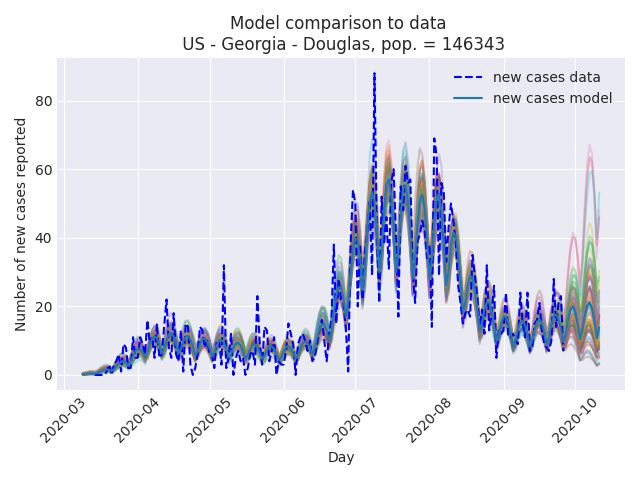 Model comparison to data
US - Georgia - Douglas, pop. = 146343
new cases data
new cases model
Number of new cases reported
80
60
40
20
0
2020-03
2020-04
2020-05
2020-06
2020-07
2020-08
2020-09
2020-10
Day